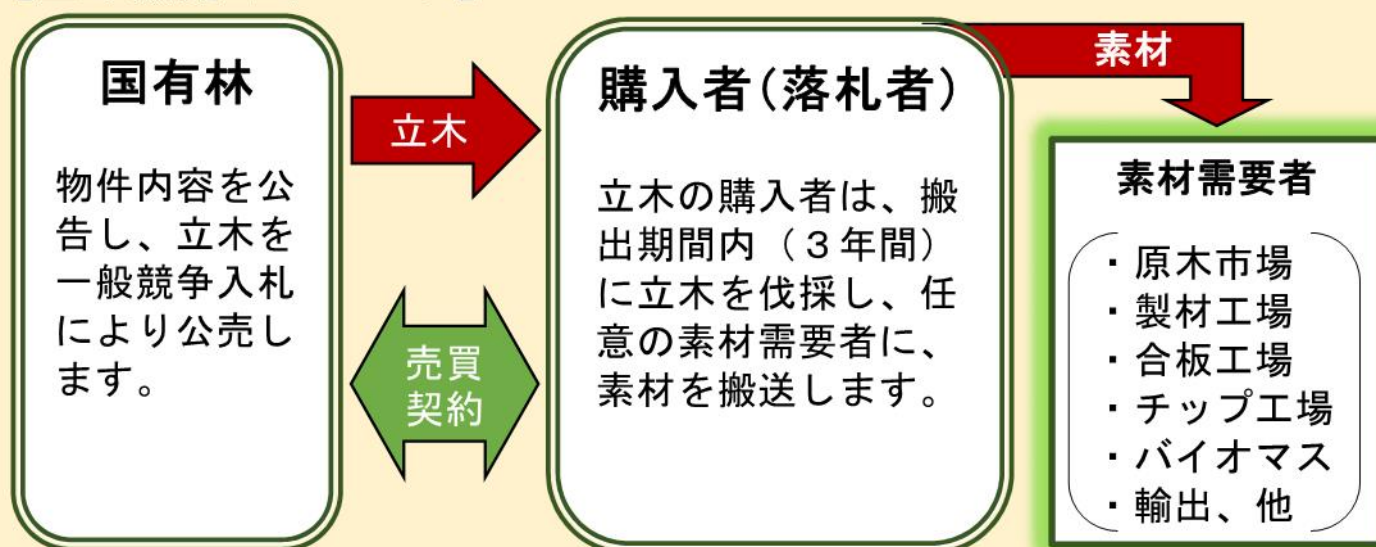 国有林
物件内容を公
告し、立木を
一般競争入札
により公売し
ます。
立木
売買
契約
購入者(落札者)
立木の購入者は、搬
出期間内(3年間)
に立木を伐採し、任
意の素材需要者に、
素材を搬送します。
素材
素材需要者
・原木市場
・製材工場
・合板工場
・チップ工場
・バイオマス
・輸出、他